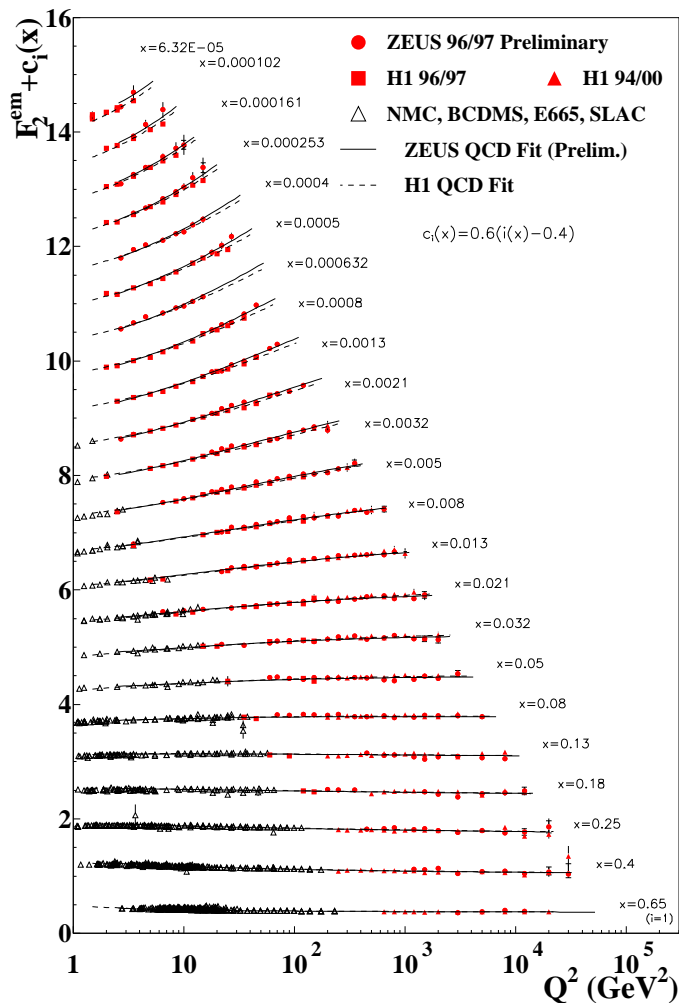 F₂ᵉᵐ+cᵢ(x)
16
14
12
10
8
6
4
2
0
ZEUS 96/97 Preliminary
H1 96/97
H1 94/00
NMC, BCDMS, E665, SLAC
ZEUS QCD Fit (Prelim.)
H1 QCD Fit
cᵢ(x)=0.6(i(x)−0.4)
x=6.32E−05
x=0.000102
x=0.000161
x=0.000253
x=0.0004
x=0.0005
x=0.000632
x=0.0008
x=0.0013
x=0.0021
x=0.0032
x=0.005
x=0.008
x=0.013
x=0.021
x=0.032
x=0.05
x=0.08
x=0.13
x=0.18
x=0.25
x=0.4
x=0.65
(i=1)
1
10
10²
10³
10⁴
10⁵
Q² (GeV²)